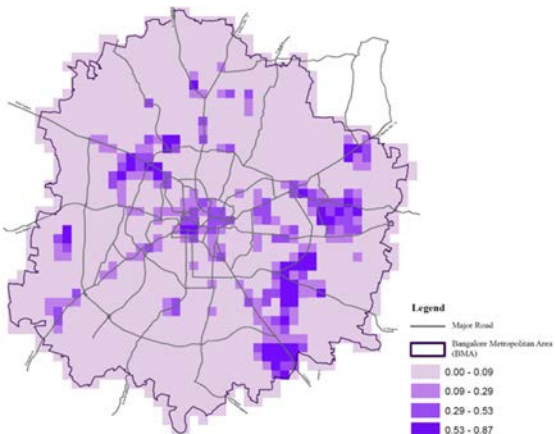 Legend
Major Road
Bangalore Metropolitan Area
(BMA)
0.00 - 0.09
0.09 - 0.29
0.29 - 0.53
0.53 - 0.87